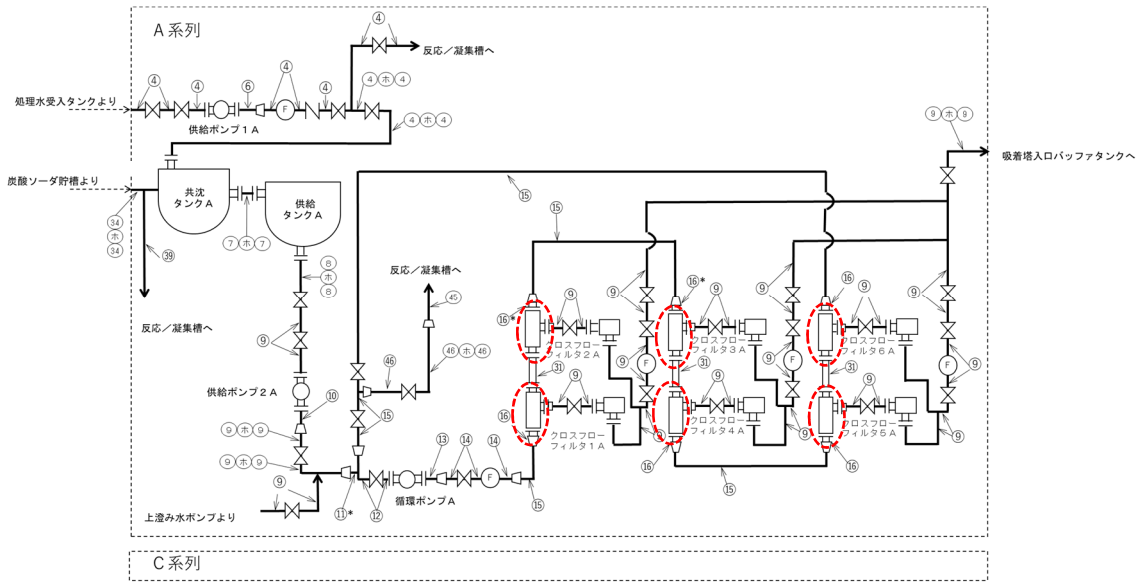 A系列
④
反応／凝集槽へ
④ ④ ⑥ ④ ④
④ホ④
処理水受入タンクより
F
④ホ④
供給ポンプ１A
⑨ホ⑨
吸着塔入口バッファタンクへ
炭酸ソーダ貯槽より
共沈
タンクA
供給
タンクA
⑮
⑮
㉞
ホ
㉞
㊴
⑦ホ⑦
⑧
ホ
⑧
反応／凝集槽へ
㊺
反応／凝集槽へ
⑨
⑯*
⑨
⑨
⑯*
⑨
⑨
⑯
⑨
⑨
クロスフロー
フィルタ2A
クロスフロー
フィルタ3A
クロスフロー
フィルタ6A
㊻
㊻ホ㊻
⑨
F
⑨
F
⑨
F
㉛
㉛
㉛
供給ポンプ２A
⑩
⑮
⑨
⑨
⑨
⑯
クロスフロー
フィルタ1A
⑨
クロスフロー
フィルタ4A
⑨
クロスフロー
フィルタ5A
⑨
⑨ホ⑨
⑨ホ⑨
⑬ ⑭ ⑭
F
⑯
⑯
⑨
上澄み水ポンプより
⑪*
⑫
循環ポンプA
⑮
⑮
C系列